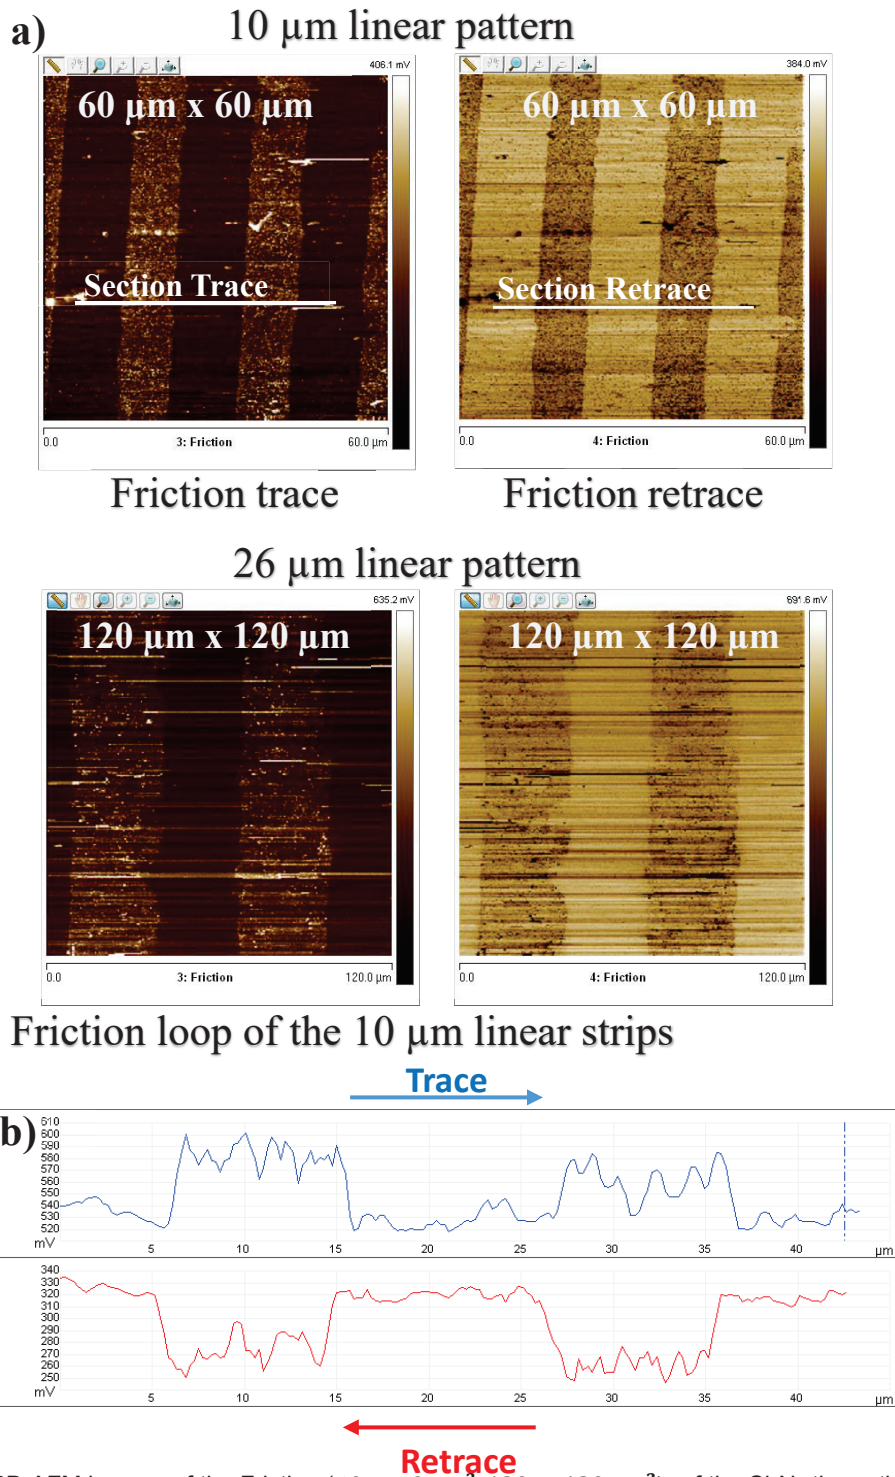 a)
10 µm linear pattern
406.1 mV
384.0 mV
60 µm x 60 µm
60 µm x 60 µm
Section Trace
Section Retrace
0.0 3: Friction 60.0 µm
0.0 4: Friction 60.0 µm
Friction trace
Friction retrace
26 µm linear pattern
635.2 mV
691.6 mV
120 µm x 120 µm
120 µm x 120 µm
0.0 3: Friction 120.0 µm
0.0 4: Friction 120.0 µm
Friction loop of the 10 µm linear strips
Trace
b)
610
600
590
580
570
560
550
540
530
520
mV
5 10 15 20 25 30 35 40 µm
340
330
320
310
300
290
280
270
260
250
mV
5 10 15 20 25 30 35 40 µm
Retrace